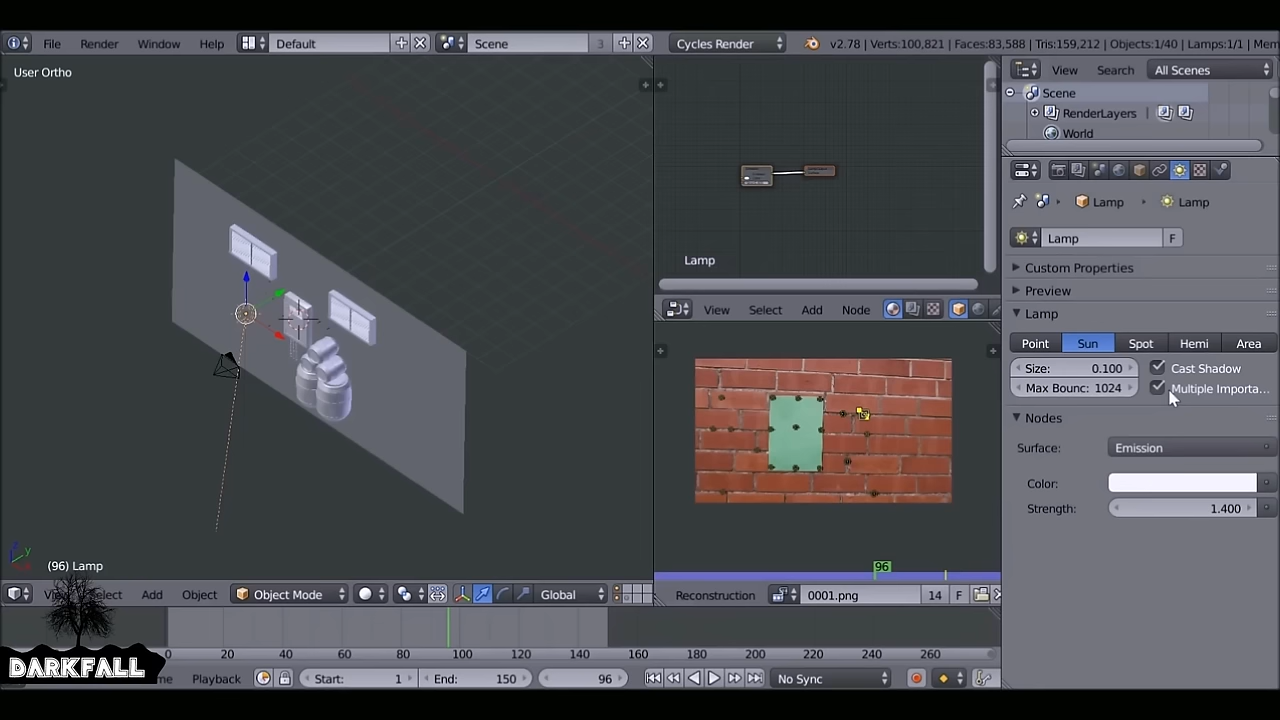 File Render Window Help Default Scene 3 Cycles Render v2.78 | Verts:100,821 | Faces:83,588 | Tris:159,212 | Objects:1/40 | Lamps:1/1 | Mem
User Ortho
(96) Lamp
Select Add Object Object Mode Global
Lamp
View Select Add Node
96
Reconstruction 0001.png 14 F
View Search All Scenes
Scene
RenderLayers
World
Lamp Lamp
Lamp F
Custom Properties
Preview
Lamp
Point Sun Spot Hemi Area
Size: 0.100 Cast Shadow
Max Bounc: 1024 Multiple Importa...
Nodes
Surface: Emission
Color:
Strength: 1.400
0 20 40 60 80 100 120 140 160 180 200 220 240 260
Playback Start: 1 End: 150 96 No Sync
DARKFALL